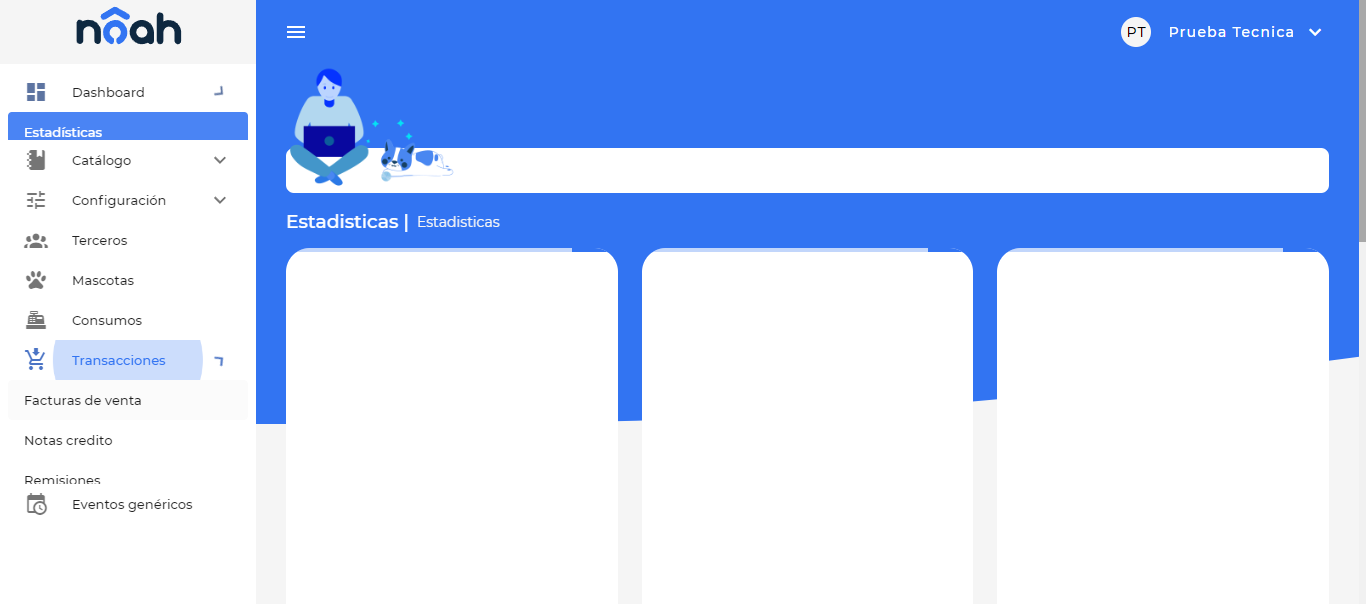 nôah
PT
Prueba Tecnica
Dashboard
Estadísticas
Catálogo
Configuración
Terceros
Mascotas
Consumos
Transacciones
Facturas de venta
Notas credito
Remisiones
Eventos genéricos
Estadisticas | Estadisticas